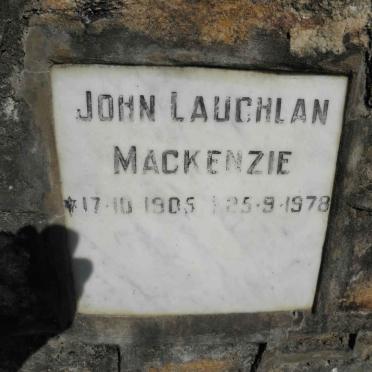 JOHN LAUCHLAN
MACKENZIE
* 17·10·1905 † 25·9·1978